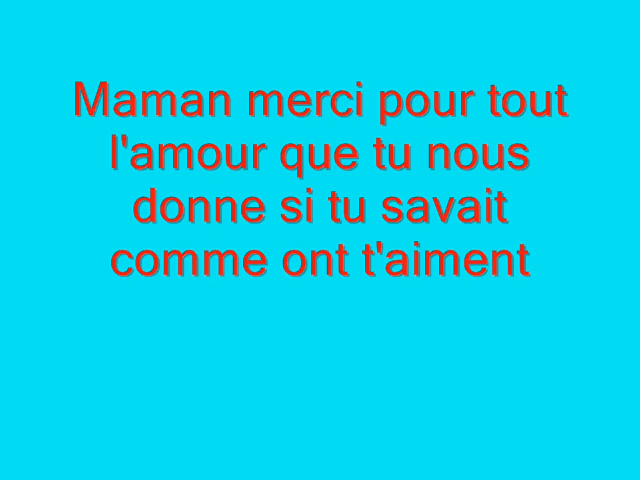 Maman merci pour tout
l'amour que tu nous
donne si tu savait
comme ont t'aiment